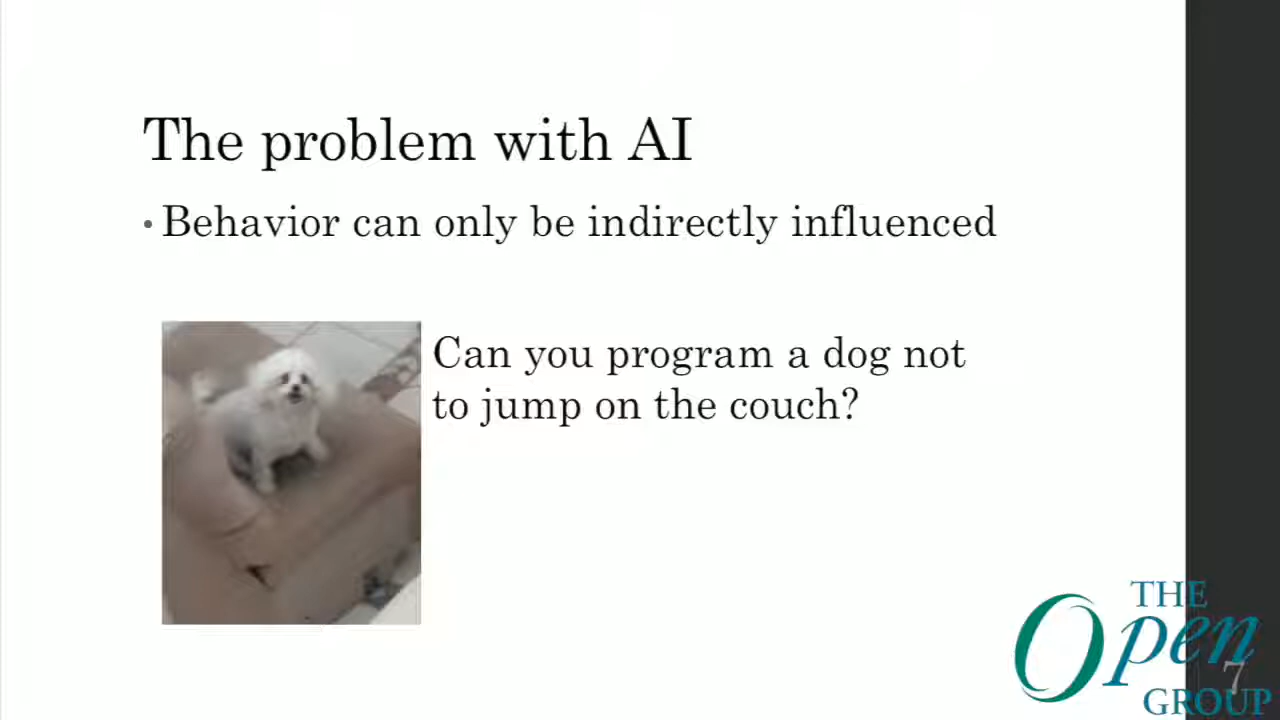 The problem with AI
• Behavior can only be indirectly influenced
Can you program a dog not
to jump on the couch?
THE
Open
GROUP
7